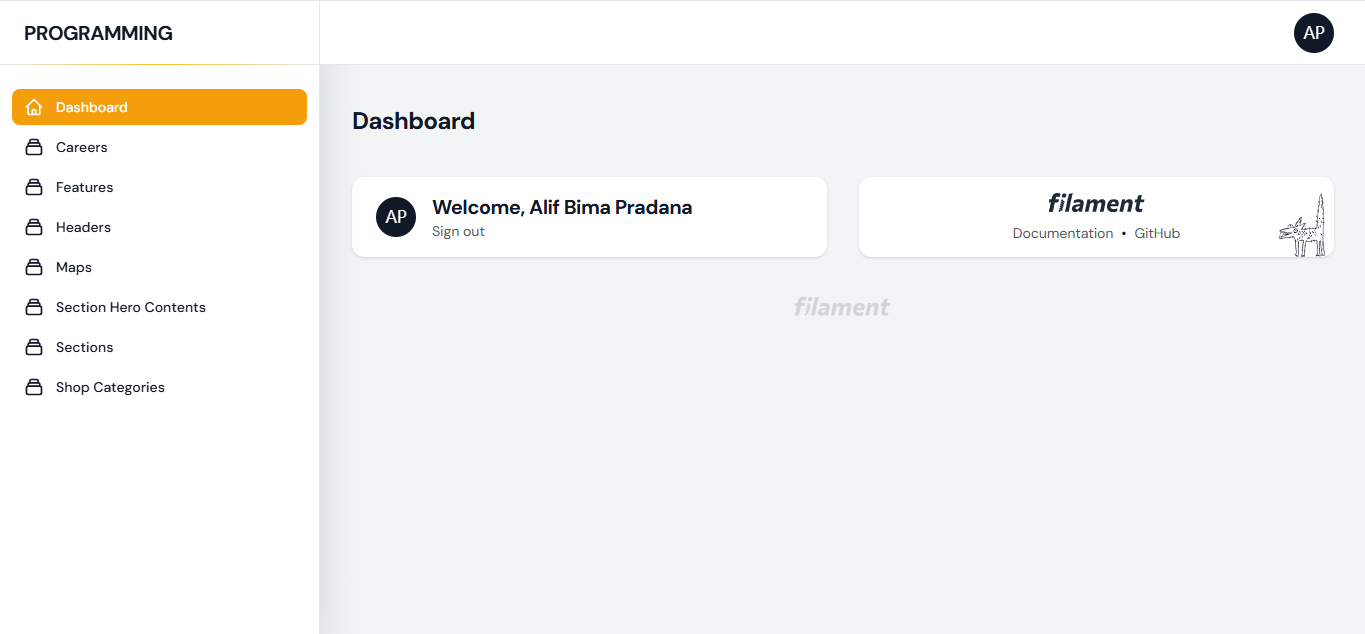 PROGRAMMING
AP
Dashboard
Careers
Features
Headers
Maps
Section Hero Contents
Sections
Shop Categories
Dashboard
AP
Welcome, Alif Bima Pradana
Sign out
filament
Documentation • GitHub
filament